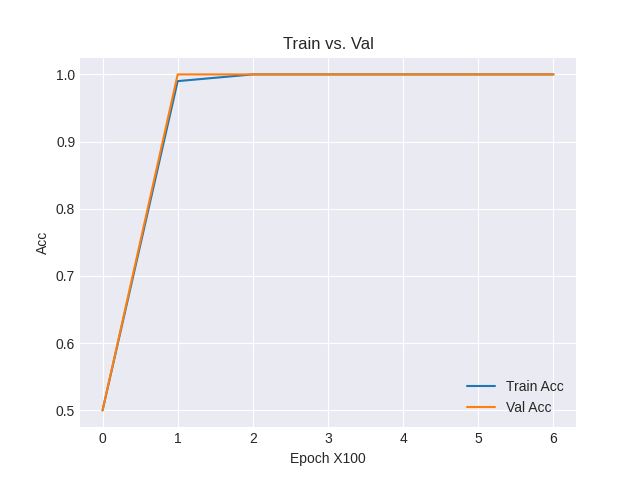 Train vs. Val
Acc
1.0
0.9
0.8
0.7
0.6
0.5
0 1 2 3 4 5 6
Epoch X100
Train Acc
Val Acc